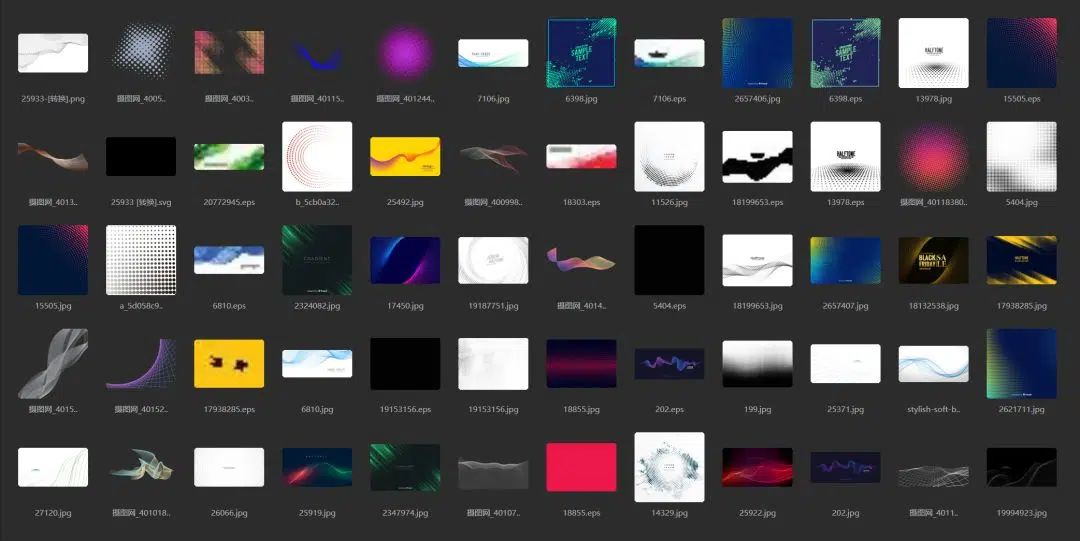 25933-[转换].png 摄图网_4005.. 摄图网_4003.. 摄图网_40115.. 摄图网_401244.. 7106.jpg 6398.jpg 7106.eps 2657406.jpg 6398.eps 13978.jpg 15505.eps
SAMPLE
TEXT
SAMPLE
TEXT
HALFTONE
摄图网_4013.. 25933 [转换].svg 20772945.eps b_5cb0a32.. 25492.jpg 摄图网_400998.. 18303.eps 11526.jpg 18199653.eps 13978.eps 摄图网_40118380.. 5404.jpg
HALFTONE
15505.jpg a_5d058c9.. 6810.eps 2324082.jpg 17450.jpg 19187751.jpg 摄图网_4014.. 5404.eps 18199653.jpg 2657407.jpg 18132538.jpg 17938285.jpg
GRADIENT
BLACK
FRIDAY
SALE
HALFTONE
摄图网_4015.. 摄图网_40152.. 17938285.eps 6810.jpg 19153156.eps 19153156.jpg 18855.jpg 202.eps 199.jpg 25371.jpg stylish-soft-b.. 2621711.jpg
27120.jpg 摄图网_401018.. 26066.jpg 25919.jpg 2347974.jpg 摄图网_40107.. 18855.eps 14329.jpg 25922.jpg 202.jpg 摄图网_4011.. 19994923.jpg